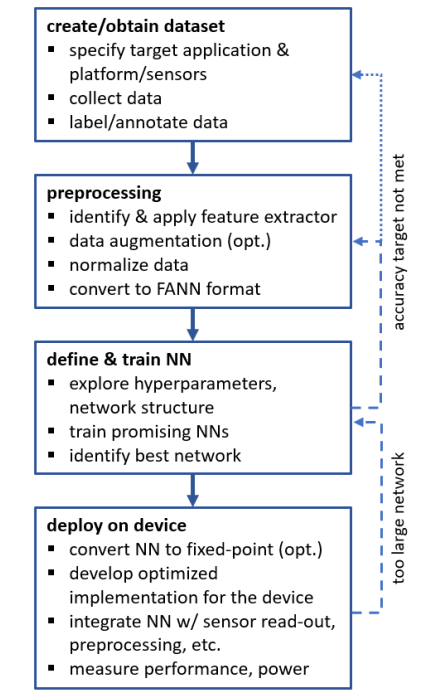 create/obtain dataset
▪ specify target application &
platform/sensors
▪ collect data
▪ label/annotate data
preprocessing
▪ identify & apply feature extractor
▪ data augmentation (opt.)
▪ normalize data
▪ convert to FANN format
accuracy target not met
define & train NN
▪ explore hyperparameters,
network structure
▪ train promising NNs
▪ identify best network
too large network
deploy on device
▪ convert NN to fixed-point (opt.)
▪ develop optimized
implementation for the device
▪ integrate NN w/ sensor read-out,
preprocessing, etc.
▪ measure performance, power